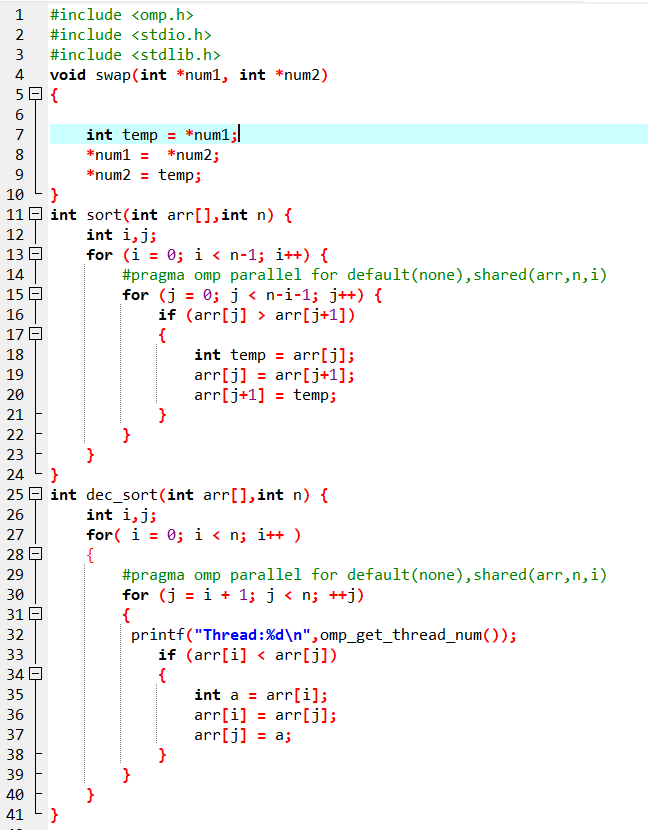 1 #include <omp.h>
2 #include <stdio.h>
3 #include <stdlib.h>
4 void swap(int *num1, int *num2)
5 {
6
7     int temp = *num1;
8     *num1 =  *num2;
9     *num2 = temp;
10 }
11 int sort(int arr[],int n) {
12     int i,j;
13     for (i = 0; i < n-1; i++) {
14         #pragma omp parallel for default(none),shared(arr,n,i)
15         for (j = 0; j < n-i-1; j++) {
16             if (arr[j] > arr[j+1])
17             {
18                 int temp = arr[j];
19                 arr[j] = arr[j+1];
20                 arr[j+1] = temp;
21             }
22         }
23     }
24 }
25 int dec_sort(int arr[],int n) {
26     int i,j;
27     for( i = 0; i < n; i++ )
28     {
29         #pragma omp parallel for default(none),shared(arr,n,i)
30         for (j = i + 1; j < n; ++j)
31         {
32          printf("Thread:%d\n",omp_get_thread_num());
33             if (arr[i] < arr[j])
34             {
35                 int a = arr[i];
36                 arr[i] = arr[j];
37                 arr[j] = a;
38             }
39         }
40     }
41 }